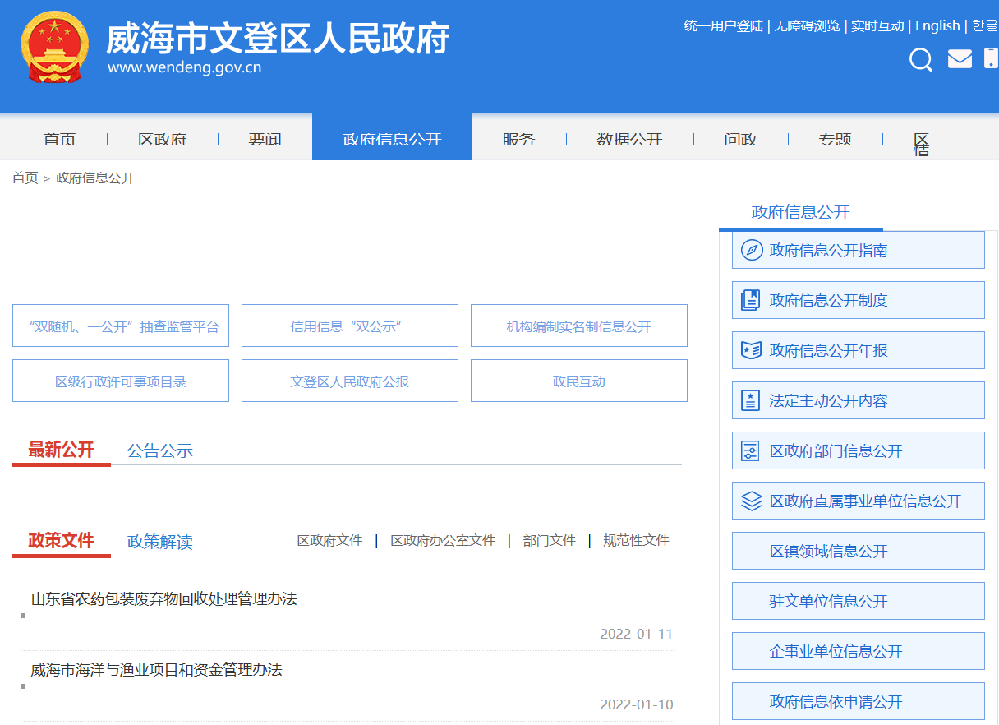 威海市文登区人民政府
www.wendeng.gov.cn
统一用户登陆 | 无障碍浏览 | 实时互动 | English | 한글
首页 区政府 要闻 政府信息公开 服务 数据公开 问政 专题 区情
首页 > 政府信息公开
政府信息公开
政府信息公开指南
政府信息公开制度
政府信息公开年报
法定主动公开内容
区政府部门信息公开
区政府直属事业单位信息公开
区镇领域信息公开
驻文单位信息公开
企事业单位信息公开
政府信息依申请公开
“双随机、一公开”抽查监管平台 信用信息“双公示” 机构编制实名制信息公开
区级行政许可事项目录 文登区人民政府公报 政民互动
最新公开 公告公示
政策文件 政策解读 区政府文件 | 区政府办公室文件 | 部门文件 | 规范性文件
山东省农药包装废弃物回收处理管理办法
2022-01-11
威海市海洋与渔业项目和资金管理办法
2022-01-10